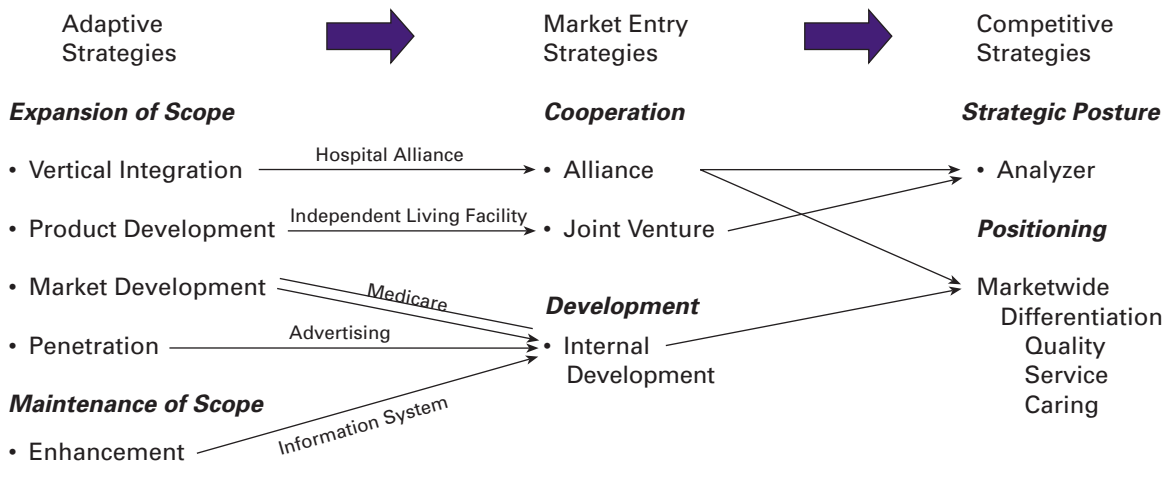 Adaptive
Strategies
Market Entry
Strategies
Competitive
Strategies
Expansion of Scope
Cooperation
Strategic Posture
• Vertical Integration
Hospital Alliance
• Alliance
• Analyzer
• Product Development
Independent Living Facility
• Joint Venture
Positioning
• Market Development
Medicare
Development
Marketwide
Differentiation
Quality
Service
Caring
• Penetration
Advertising
• Internal
Development
Maintenance of Scope
• Enhancement
Information System